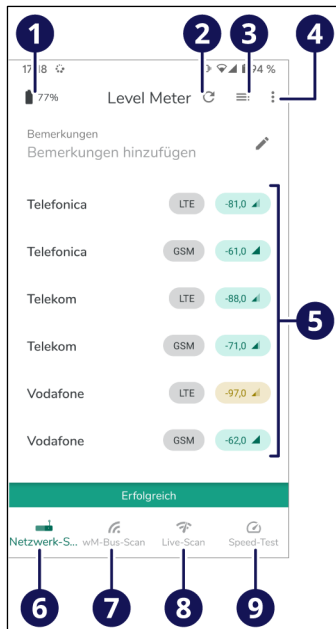 1 2 3 4
17:18 94 %
77% Level Meter
Bemerkungen
Bemerkungen hinzufügen
Telefonica LTE -81,0
Telefonica GSM -61,0
Telekom LTE -88,0
5
Telekom GSM -71,0
Vodafone LTE -97,0
Vodafone GSM -62,0
Erfolgreich
Netzwerk-S... wM-Bus-Scan Live-Scan Speed-Test
6 7 8 9